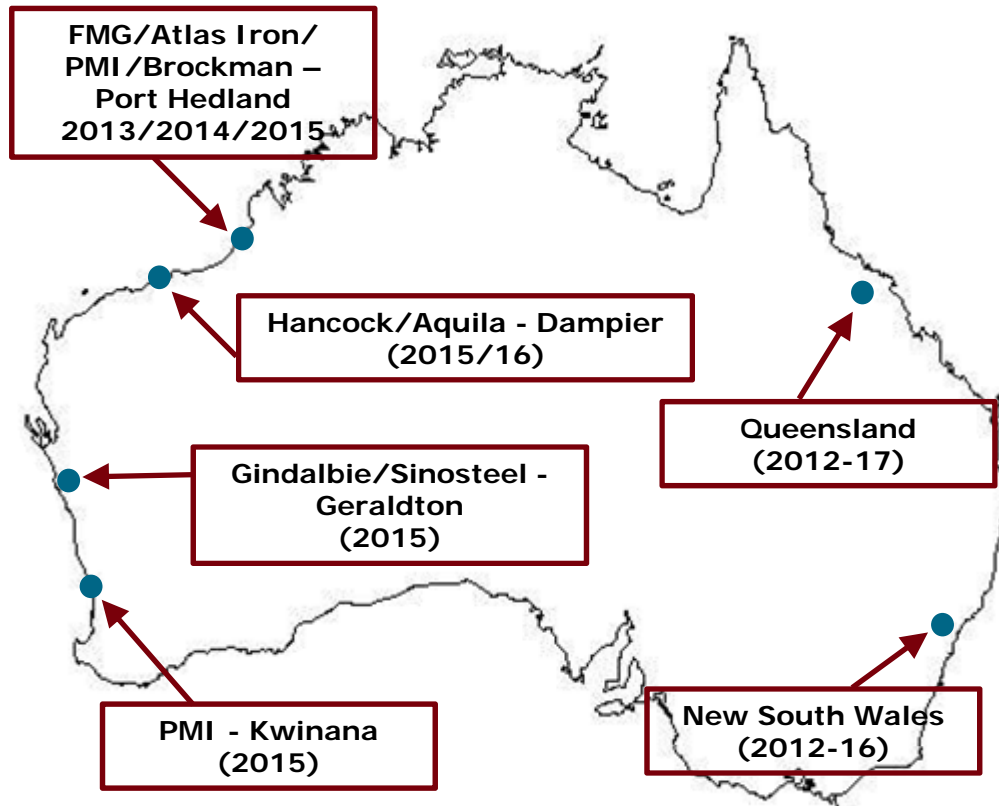 FMG/Atlas Iron/
PMI/Brockman –
Port Hedland
2013/2014/2015
Hancock/Aquila - Dampier
(2015/16)
Queensland
(2012-17)
Gindalbie/Sinosteel -
Geraldton
(2015)
PMI - Kwinana
(2015)
New South Wales
(2012-16)